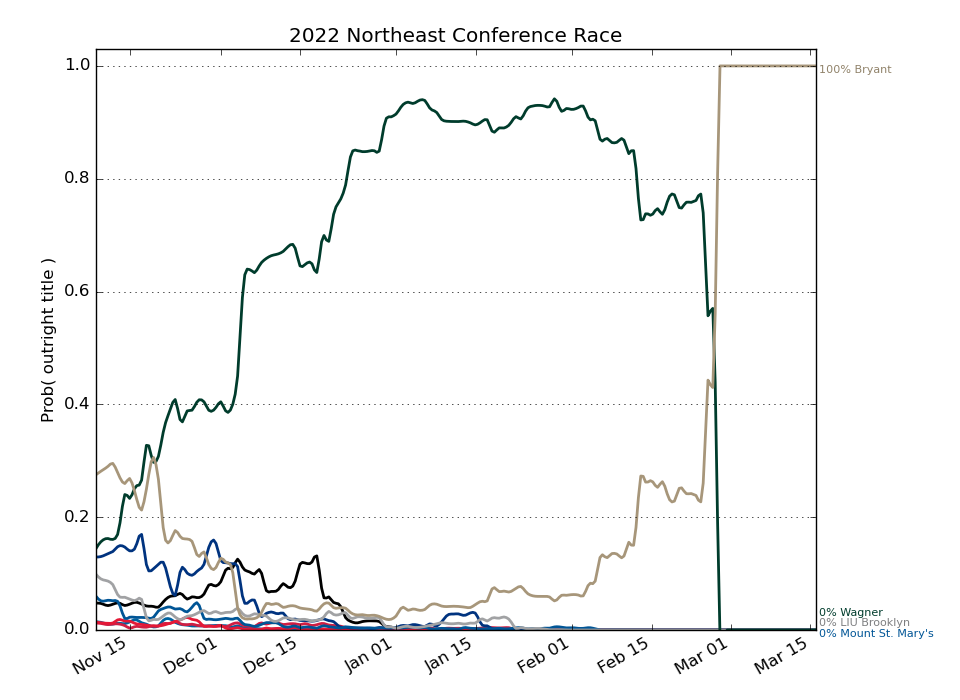 2022 Northeast Conference Race
Prob( outright title )
1.0
0.8
0.6
0.4
0.2
0.0
Nov 15
Dec 01
Dec 15
Jan 01
Jan 15
Feb 01
Feb 15
Mar 01
Mar 15
100% Bryant
0% Wagner
0% LIU Brooklyn
0% Mount St. Mary's